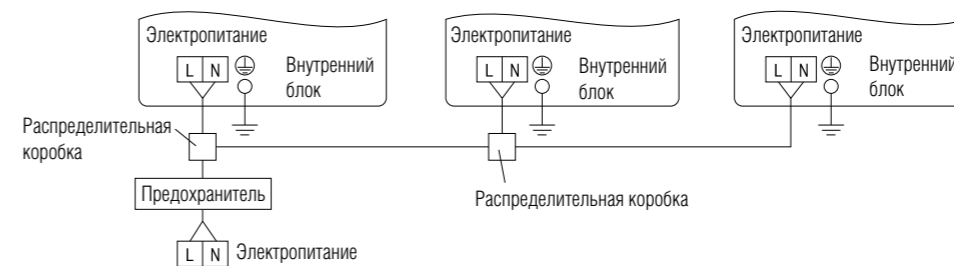 Электропитание
L N
Внутренний
блок
Электропитание
L N
Внутренний
блок
Электропитание
L N
Внутренний
блок
Распределительная
коробка
Предохранитель
Распределительная коробка
L N
Электропитание